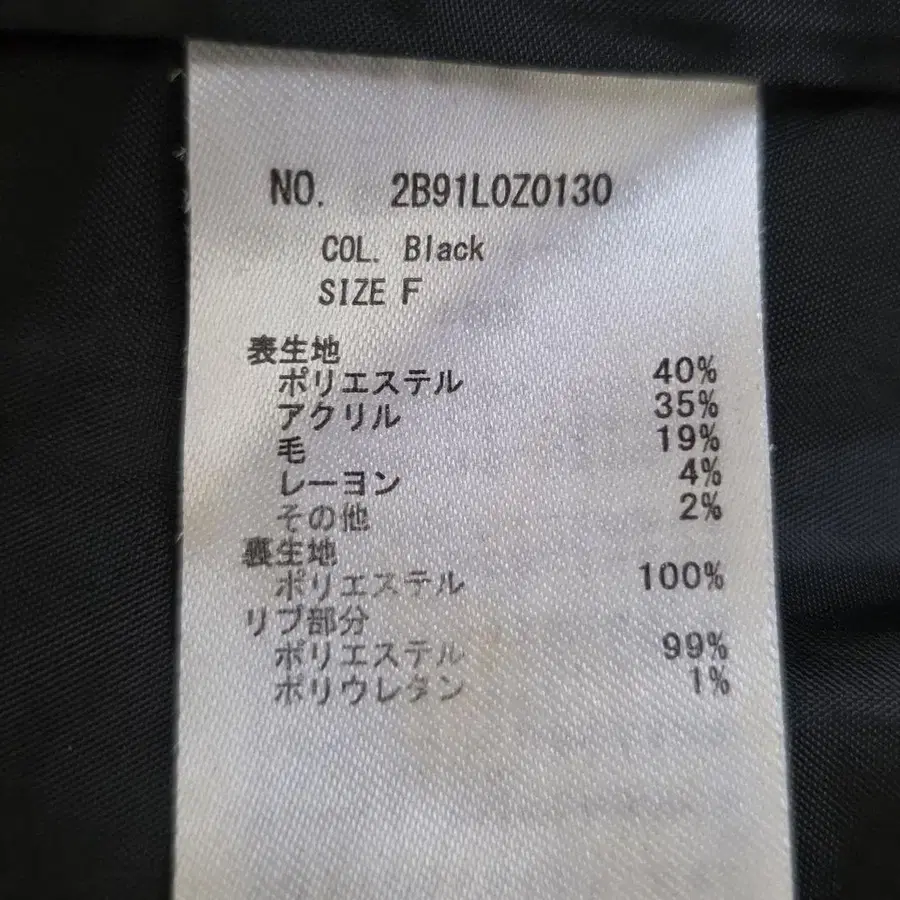 NO. 2B91L0Z0130
COL. Black
SIZE F
表生地
ポリエステル 40%
アクリル 35%
毛 19%
レーヨン 4%
その他 2%
裏生地
ポリエステル 100%
リブ部分
ポリエステル 99%
ポリウレタン 1%